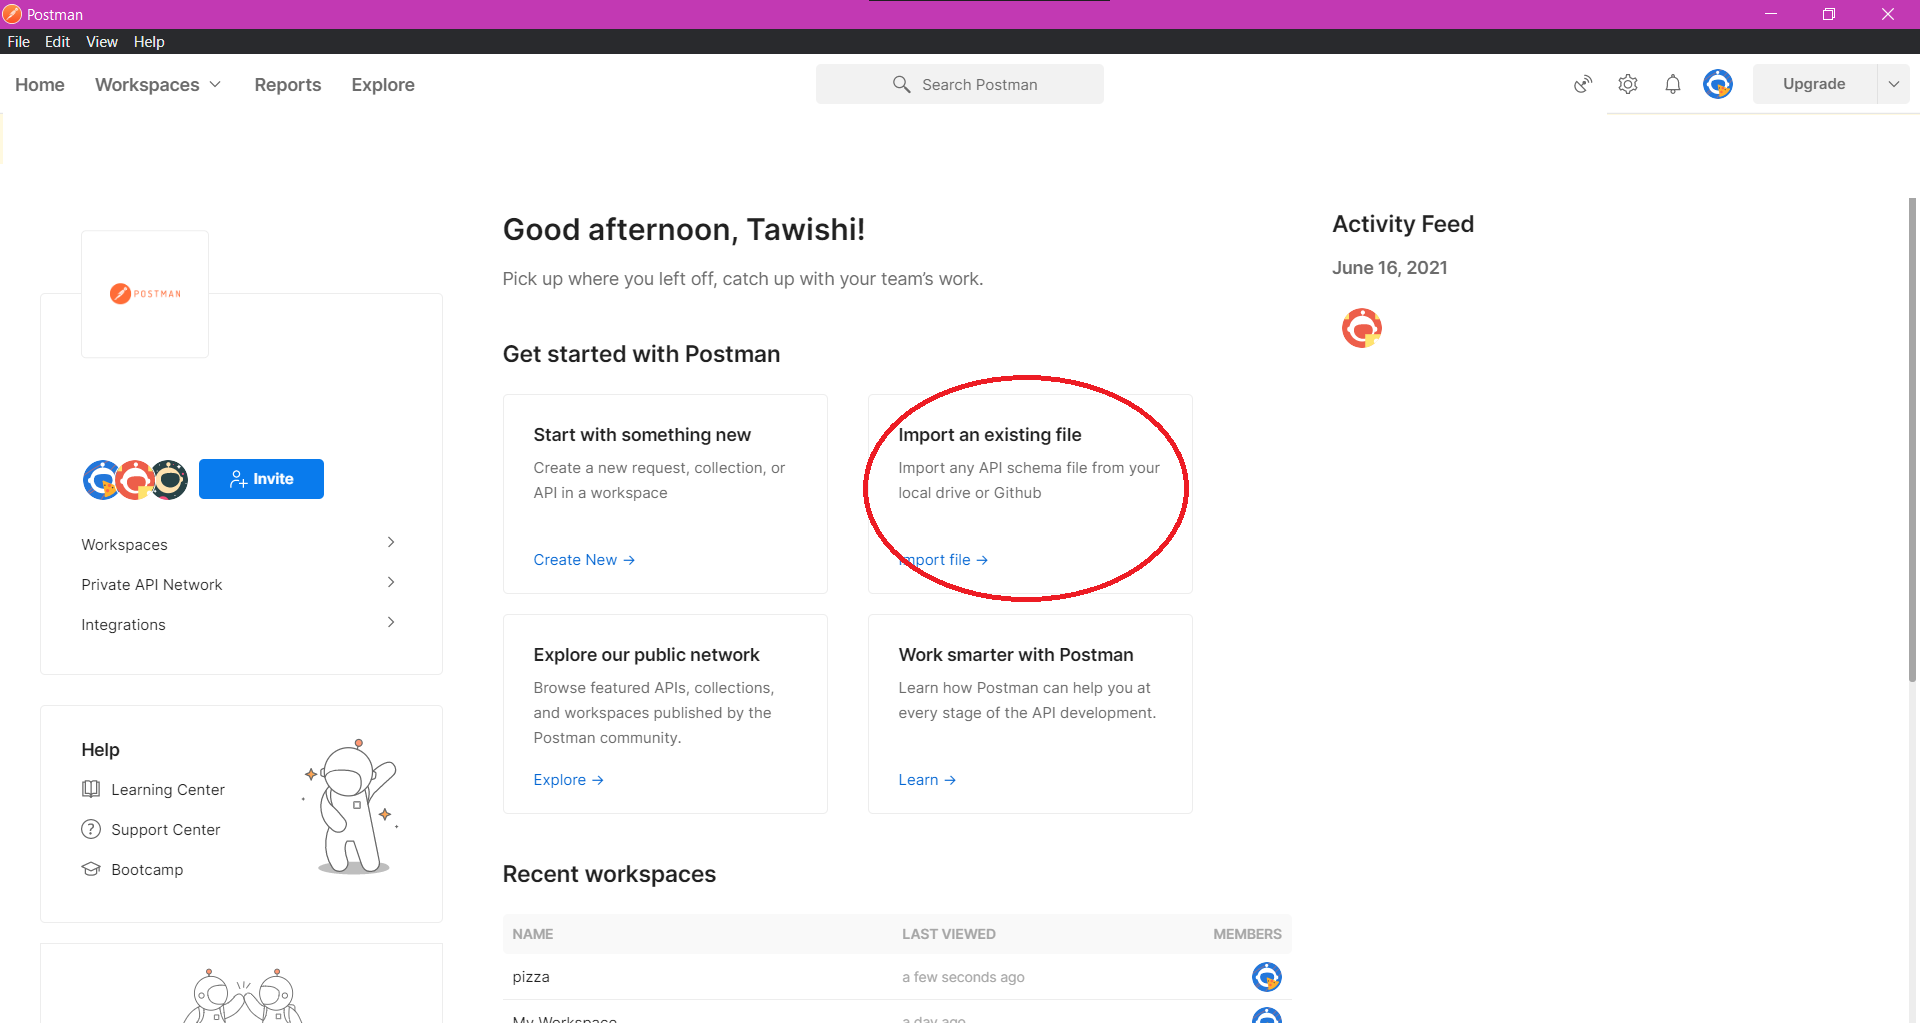 Postman
File Edit View Help
Home Workspaces Reports Explore
Search Postman
Upgrade
POSTMAN
Invite
Workspaces
Private API Network
Integrations
Help
Learning Center
Support Center
Bootcamp
Good afternoon, Tawishi!
Pick up where you left off, catch up with your team’s work.
Get started with Postman
Start with something new
Create a new request, collection, or
API in a workspace
Create New →
Import an existing file
Import any API schema file from your
local drive or Github
Import file →
Explore our public network
Browse featured APIs, collections,
and workspaces published by the
Postman community.
Explore →
Work smarter with Postman
Learn how Postman can help you at
every stage of the API development.
Learn →
Recent workspaces
NAME LAST VIEWED MEMBERS
pizza a few seconds ago
My Workspace a day ago
Activity Feed
June 16, 2021